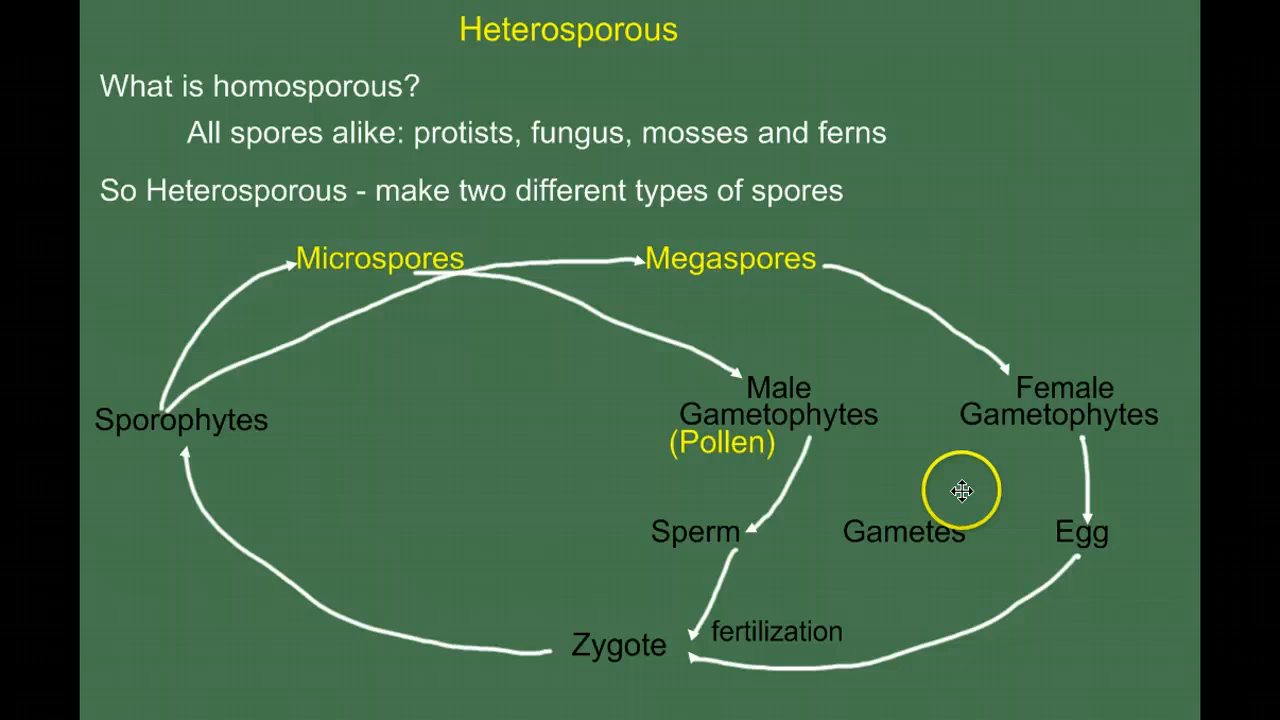 Heterosporous
What is homosporous?
All spores alike: protists, fungus, mosses and ferns
So Heterosporous - make two different types of spores
Microspores
Megaspores
Sporophytes
Male
Gametophytes
(Pollen)
Female
Gametophytes
Sperm
Gametes
Egg
Zygote
fertilization